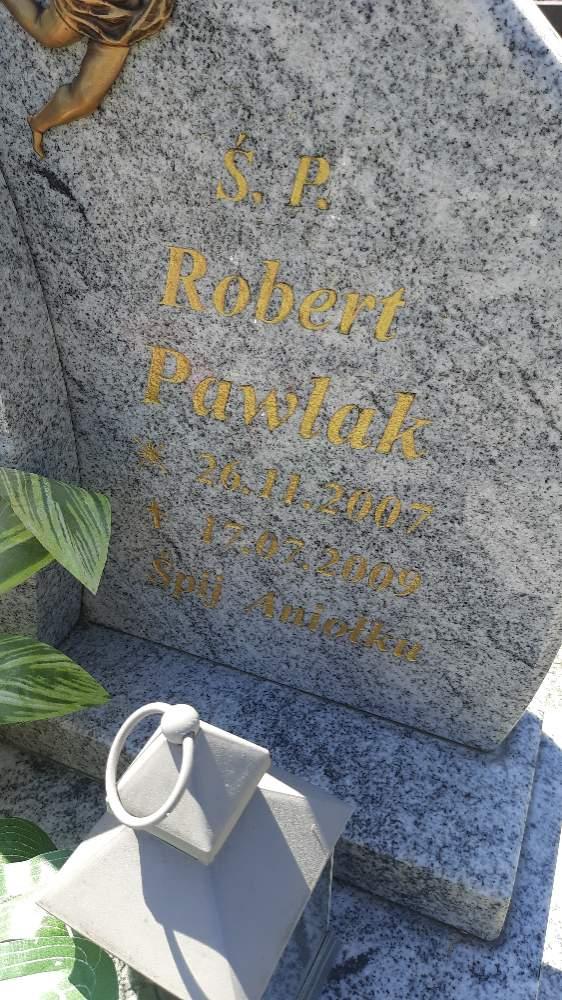 Ś. P.
Robert
Pawlak
* 26.11.2007
✝ 17.07.2009
Śpij Aniołku